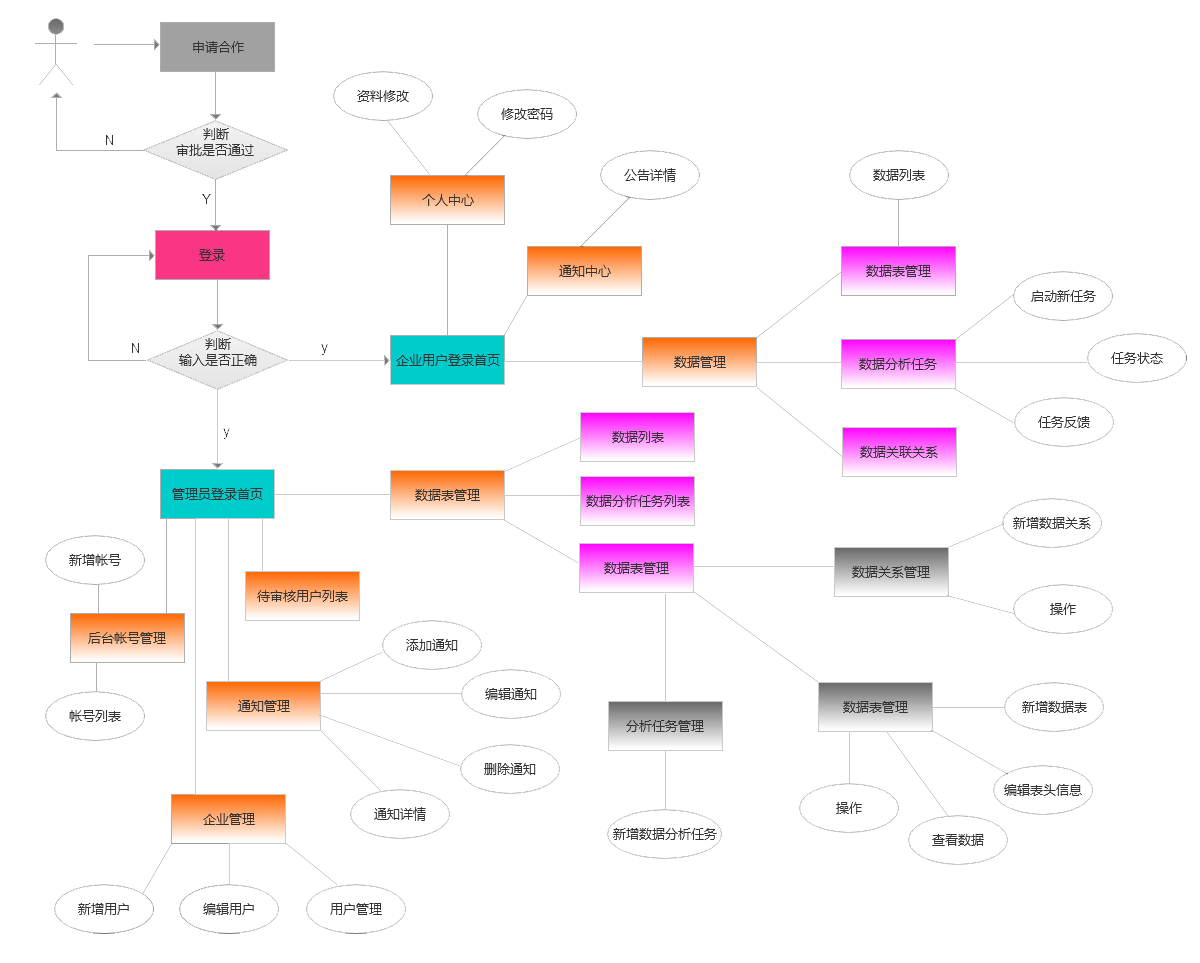 申请合作
判断
审批是否通过
N
Y
登录
判断
输入是否正确
N
y
y
资料修改
修改密码
个人中心
公告详情
通知中心
企业用户登录首页
数据管理
数据列表
数据表管理
启动新任务
数据分析任务
任务状态
任务反馈
数据关联关系
管理员登录首页
数据表管理
数据列表
数据分析任务列表
数据表管理
数据关系管理
新增数据关系
操作
新增帐号
后台帐号管理
帐号列表
待审核用户列表
通知管理
添加通知
编辑通知
删除通知
通知详情
分析任务管理
新增数据分析任务
数据表管理
新增数据表
编辑表头信息
操作
查看数据
企业管理
新增用户
编辑用户
用户管理